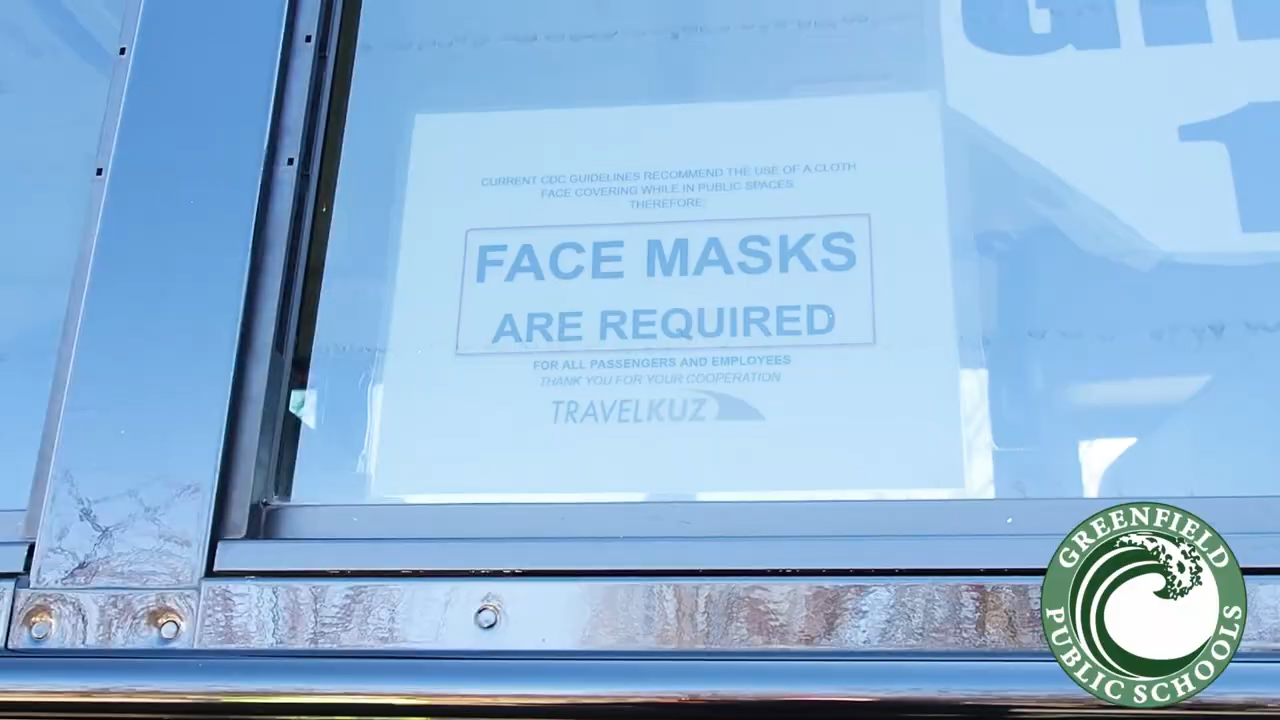 CURRENT CDC GUIDELINES RECOMMEND THE USE OF A CLOTH
FACE COVERING WHILE IN PUBLIC SPACES
THEREFORE:
FACE MASKS
ARE REQUIRED
FOR ALL PASSENGERS AND EMPLOYEES
THANK YOU FOR YOUR COOPERATION
TRAVELKUZ
1
GREENFIELD
PUBLIC SCHOOLS